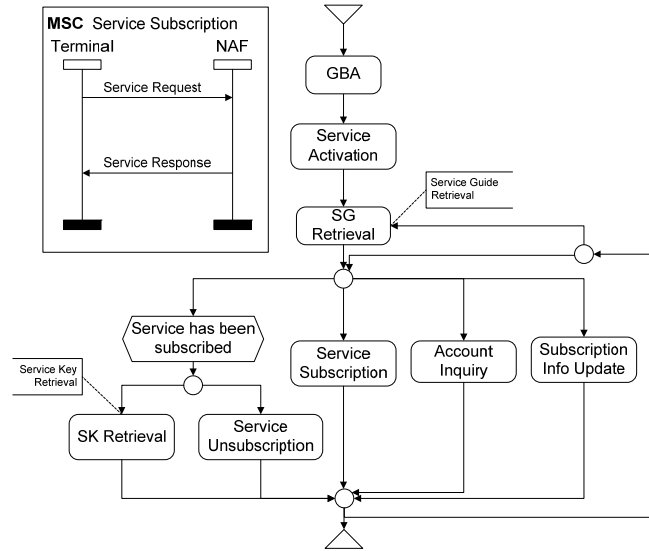 MSC Service Subscription
Terminal NAF
Service Request
Service Response
GBA
Service
Activation
Service Guide
Retrieval
SG
Retrieval
Service has been
subscribed
Service
Subscription
Account
Inquiry
Subscription
Info Update
Service Key
Retrieval
SK Retrieval
Service
Unsubscription